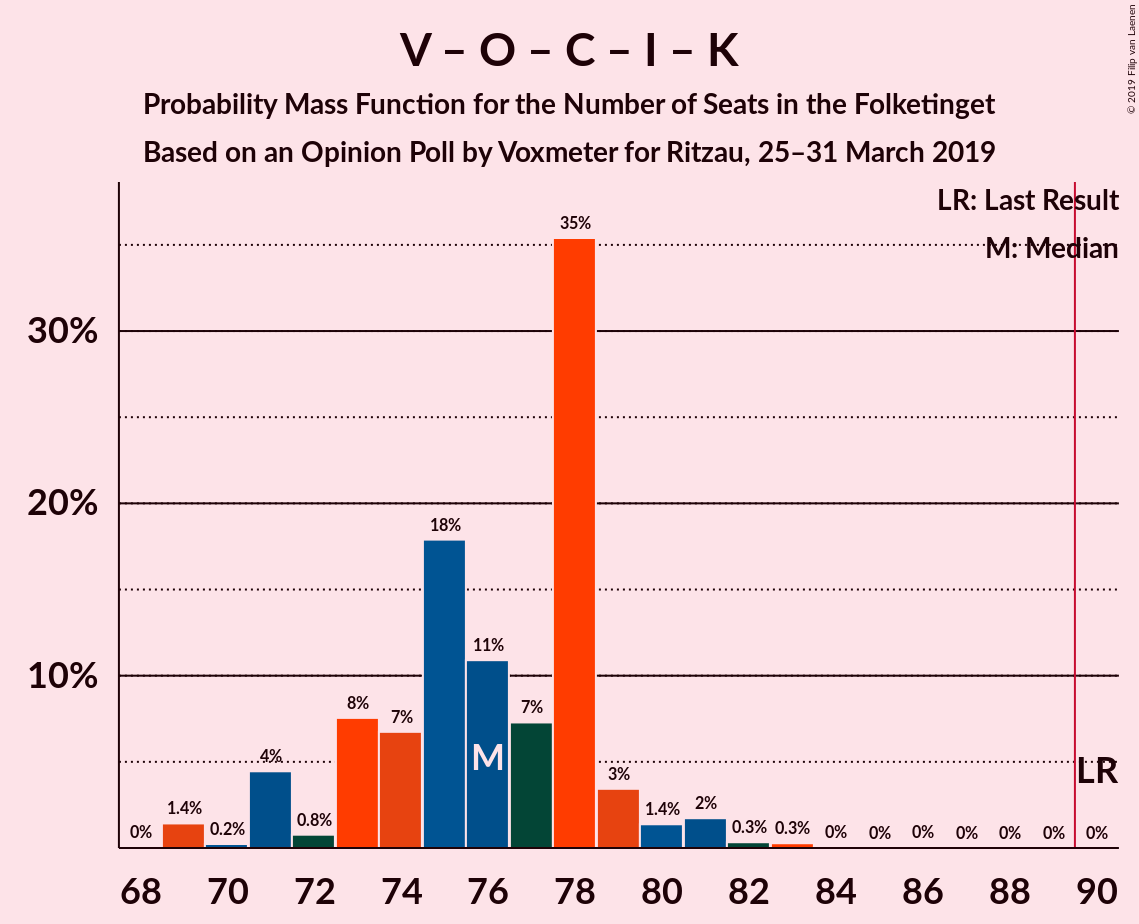 V – O – C – I – K
Probability Mass Function for the Number of Seats in the Folketinget
Based on an Opinion Poll by Voxmeter for Ritzau, 25–31 March 2019
© 2019 Filip van Laenen
LR: Last Result
M: Median
35%
30%
18%
20%
11%
10%
8%
7%
7%
4%
M
3%
LR
0%
1.4%
0.2%
0.8%
1.4%
2%
0.3%
0.3%
0%
0%
0%
0%
0%
0%
0%
68 70 72 74 76 78 80 82 84 86 88 90